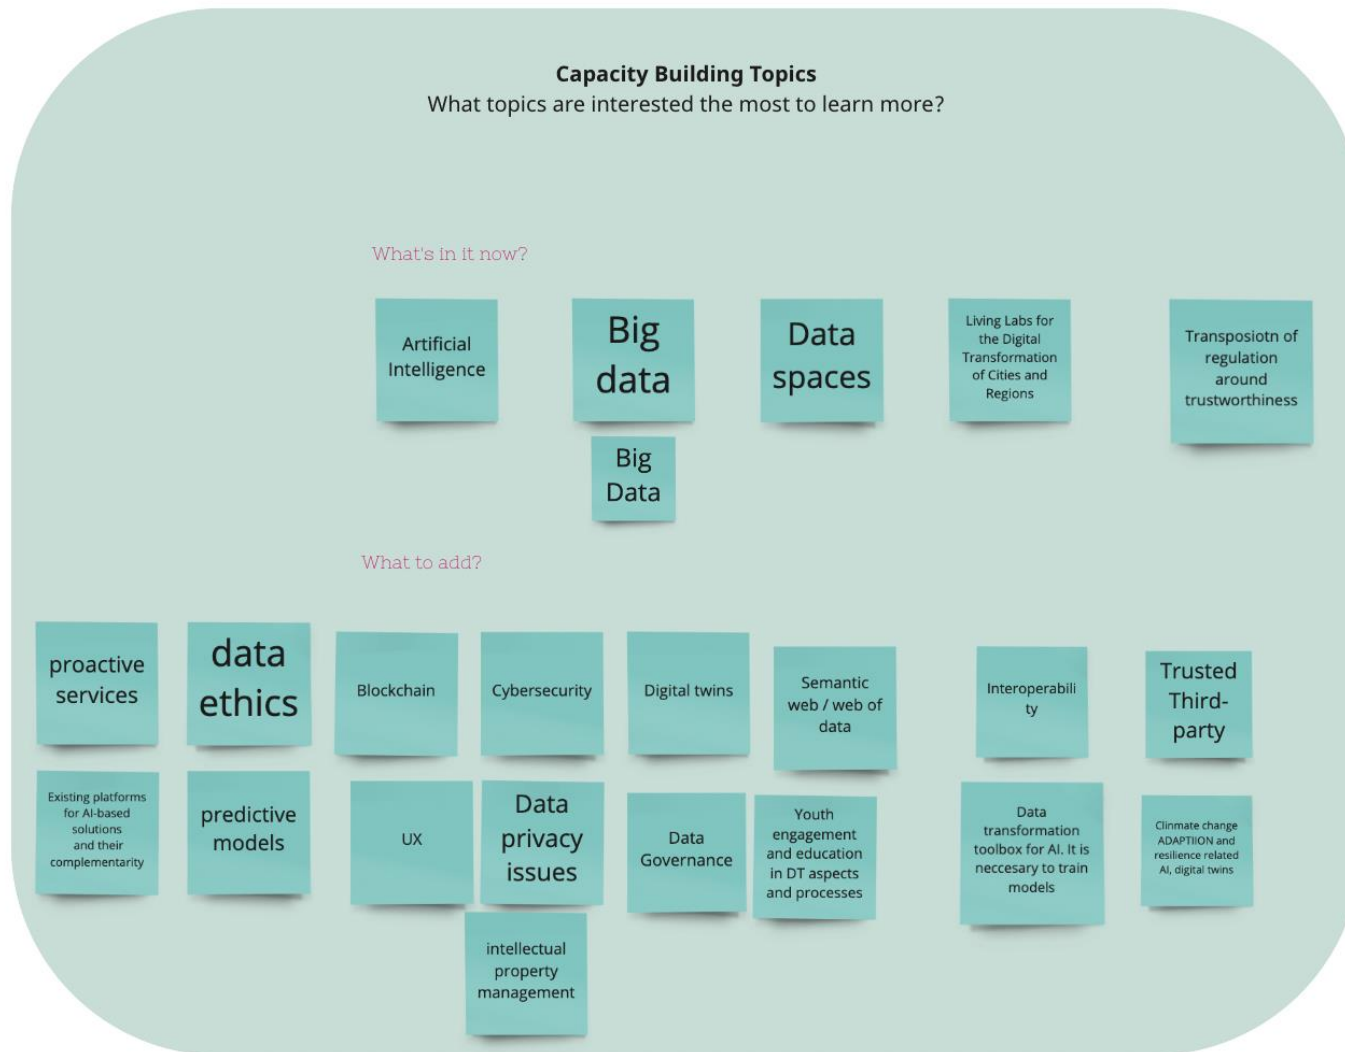 Capacity Building Topics
What topics are interested the most to learn more?
What's in it now?
Artificial
Intelligence
Big
data
Data
spaces
Living Labs for
the Digital
Transformation
of Cities and
Regions
Transposiotn of
regulation
around
trustworthiness
Big
Data
What to add?
proactive
services
data
ethics
Blockchain
Cybersecurity
Digital twins
Semantic
web / web of
data
Interoperabili
ty
Trusted
Third-
party
Existing platforms
for AI-based
solutions
and their
complementarity
predictive
models
UX
Data
privacy
issues
Data
Governance
Youth
engagement
and education
in DT aspects
and processes
Data
transformation
toolbox for AI. It is
neccesary to train
models
Clinmate change
ADAPTIION and
resilience related
AI, digital twins
intellectual
property
management